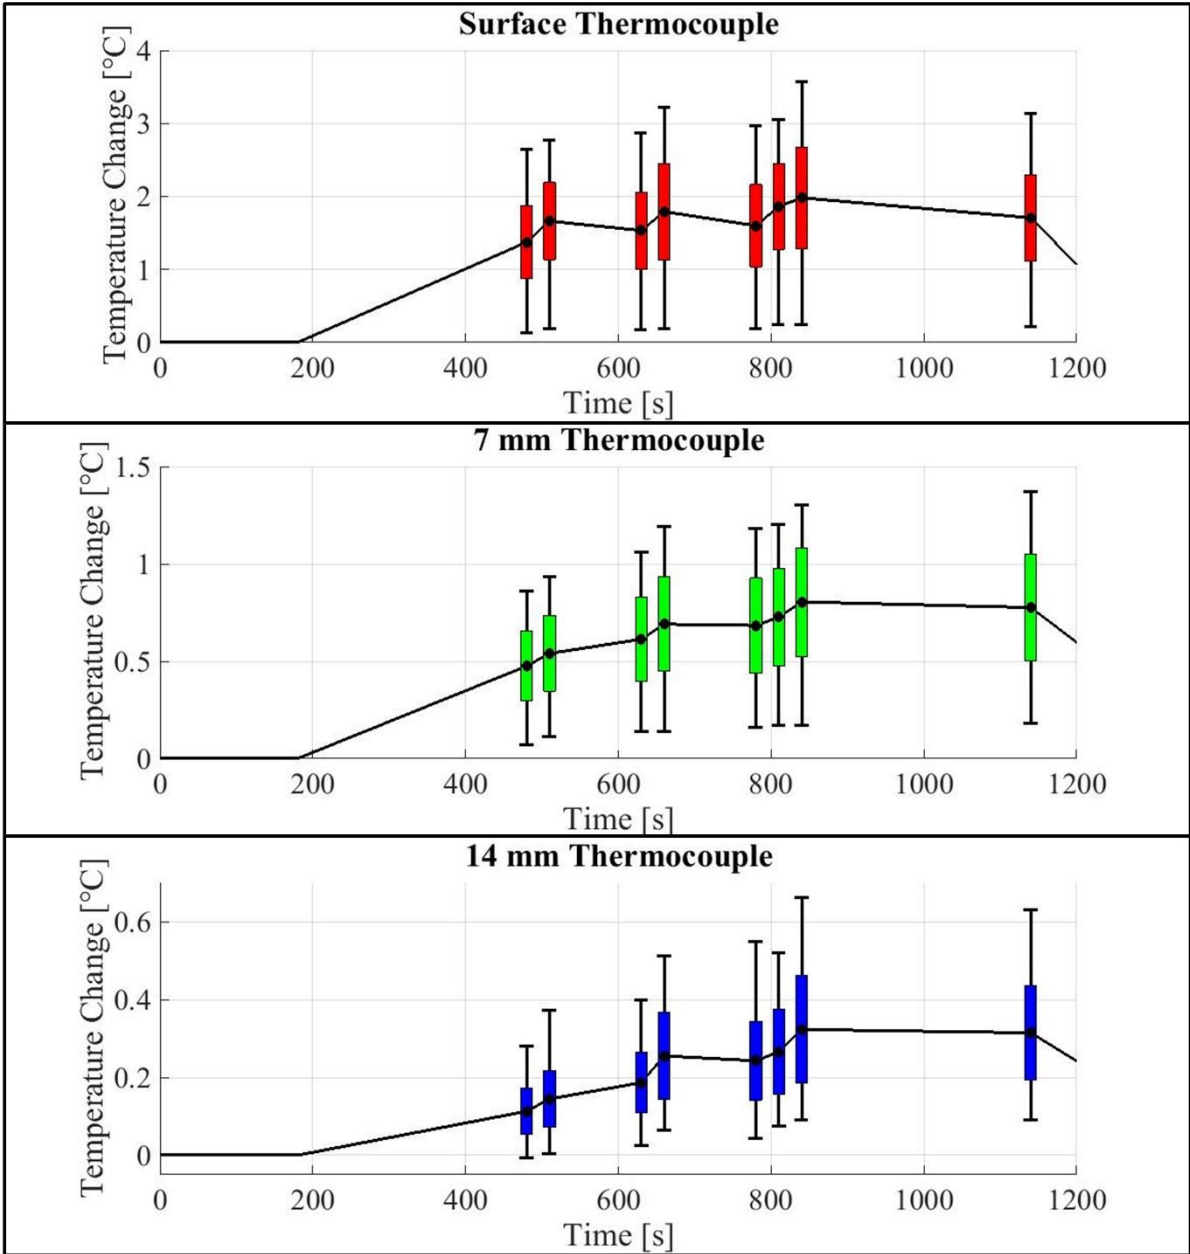 Surface Thermocouple
Temperature Change [°C]
4
3
2
1
0
0 200 400 600 800 1000 1200
Time [s]
7 mm Thermocouple
Temperature Change [°C]
1.5
1
0.5
0
0 200 400 600 800 1000 1200
Time [s]
14 mm Thermocouple
Temperature Change [°C]
0.6
0.4
0.2
0
0 200 400 600 800 1000 1200
Time [s]